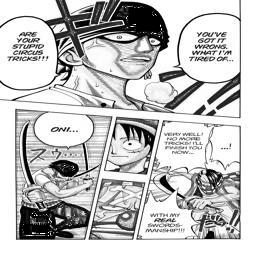 YOU'VE
GOT IT
WRONG.
WHAT I'M
TIRED OF...
ARE
YOUR
STUPID
CIRCUS
TRICKS!!!
...!
VERY WELL!
NO MORE
TRICKS! I'LL
FINISH YOU
NOW...
WITH MY
REAL
SWORDS-
MANSHIP!!!
ONI...